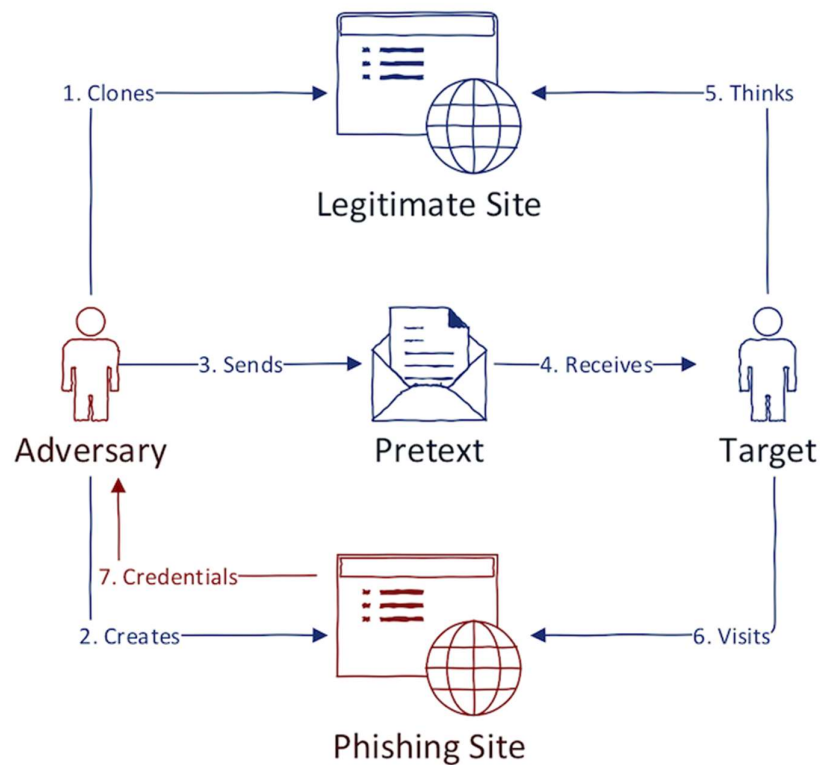 1. Clones
5. Thinks
Legitimate Site
3. Sends
4. Receives
Adversary
Pretext
Target
7. Credentials
2. Creates
6. Visits
Phishing Site